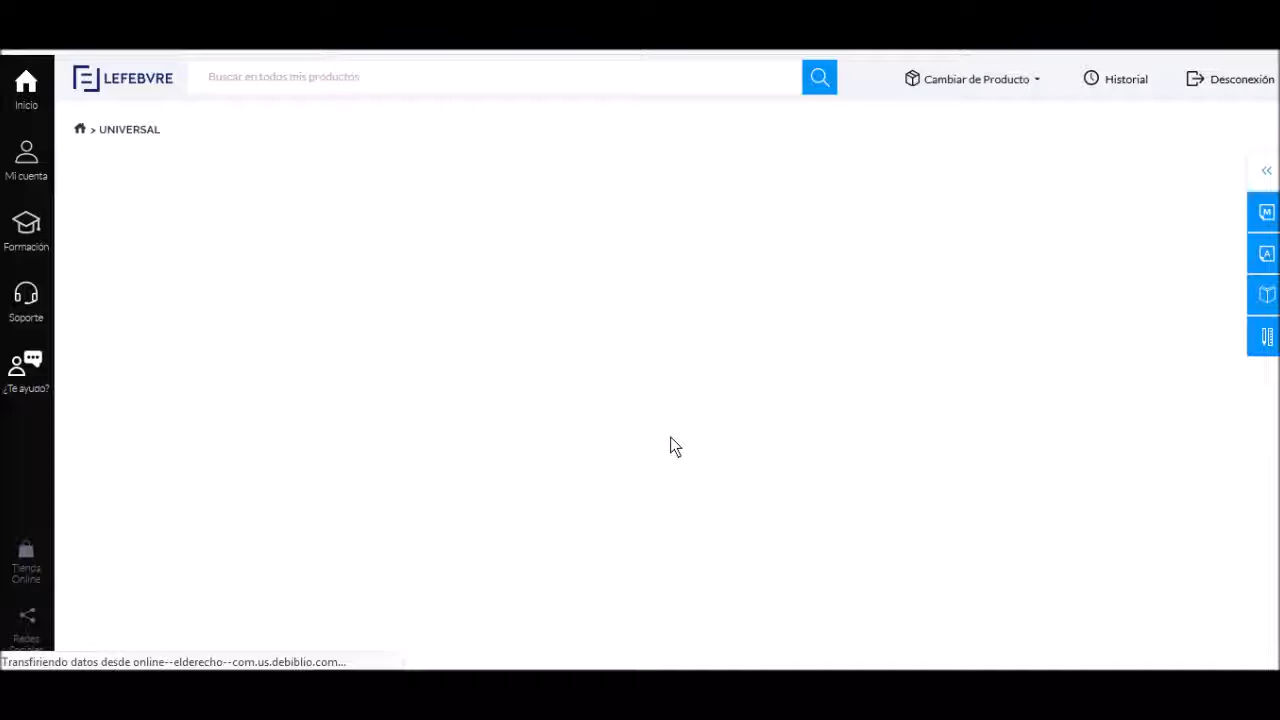 LEFEBVRE
Buscar en todos mis productos
Cambiar de Producto
Historial
Desconexión
> UNIVERSAL
Inicio
Mi cuenta
Formación
Soporte
¿Te ayudo?
Tienda
Online
Redes
M
A
Transfiriendo datos desde online--elderecho--com.us.debiblio.com...